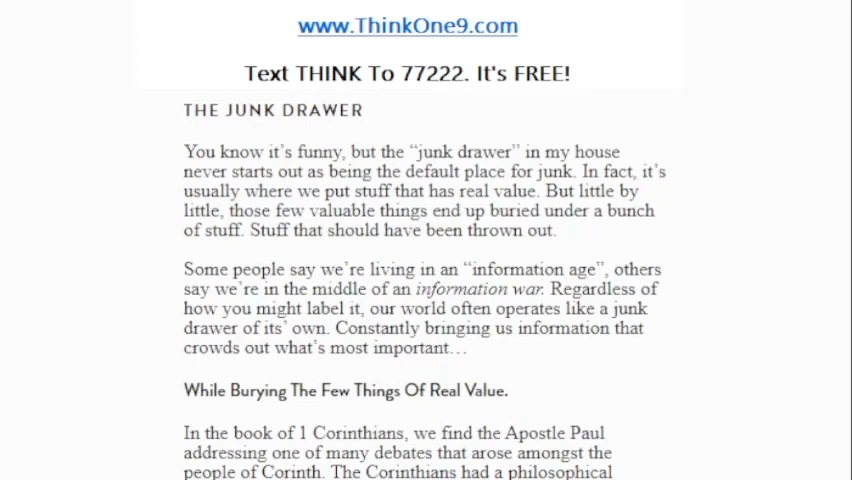 www.ThinkOne9.com
Text THINK To 77222. It's FREE!
THE JUNK DRAWER
You know it’s funny, but the “junk drawer” in my house
never starts out as being the default place for junk. In fact, it’s
usually where we put stuff that has real value. But little by
little, those few valuable things end up buried under a bunch
of stuff. Stuff that should have been thrown out.
Some people say we’re living in an “information age”, others
say we’re in the middle of an information war. Regardless of
how you might label it, our world often operates like a junk
drawer of its’ own. Constantly bringing us information that
crowds out what’s most important…
While Burying The Few Things Of Real Value.
In the book of 1 Corinthians, we find the Apostle Paul
addressing one of many debates that arose amongst the
people of Corinth. The Corinthians had a philosophical